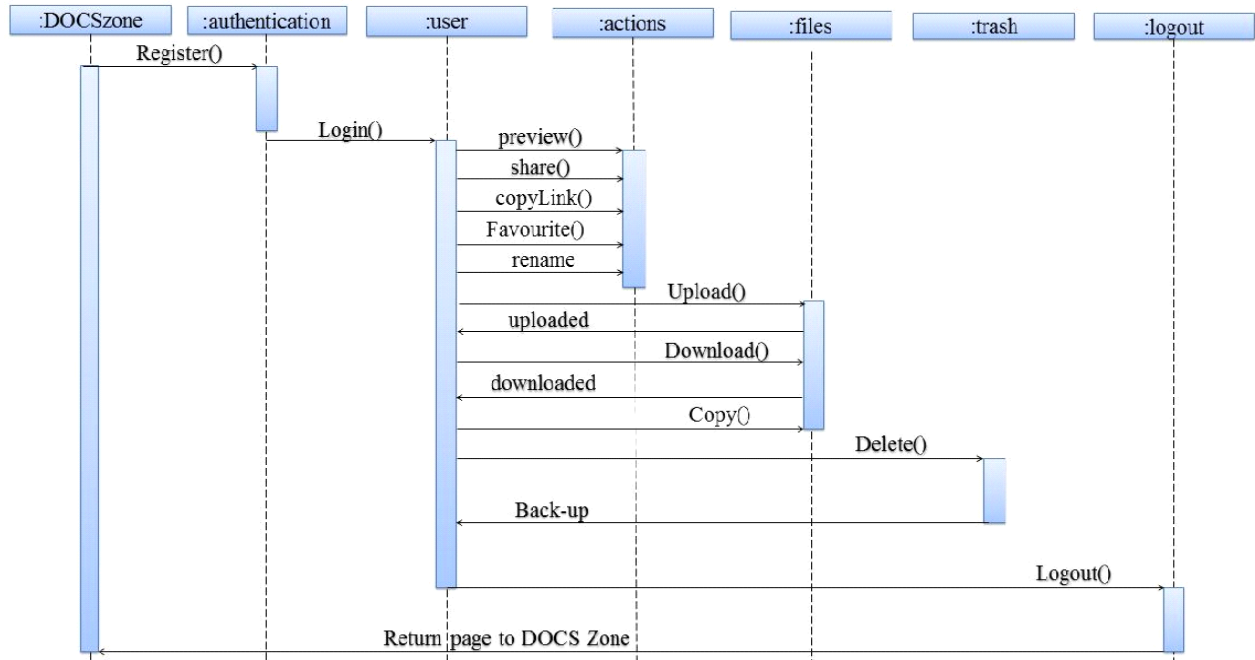 :DOCSzone
:authentication
:user
:actions
:files
:trash
:logout
Register()
Login()
preview()
share()
copyLink()
Favourite()
rename
Upload()
uploaded
Download()
downloaded
Copy()
Delete()
Back-up
Logout()
Return page to DOCS Zone